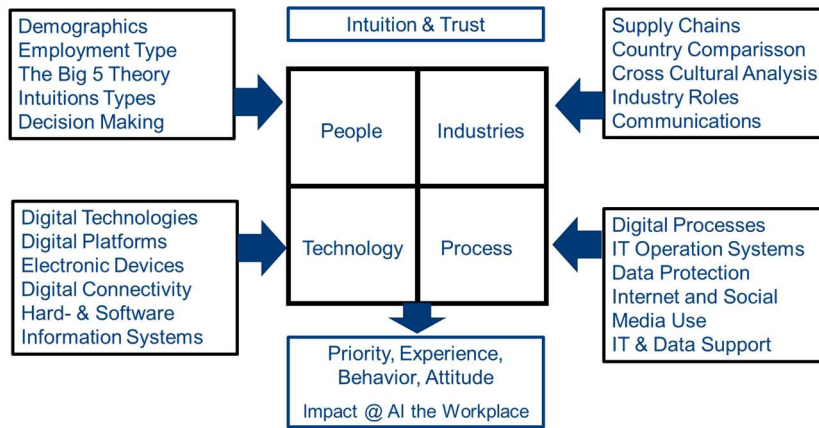 Demographics
Employment Type
The Big 5 Theory
Intuitions Types
Decision Making
Intuition & Trust
Supply Chains
Country Comparisson
Cross Cultural Analysis
Industry Roles
Communications
People
Industries
Technology
Process
Digital Technologies
Digital Platforms
Electronic Devices
Digital Connectivity
Hard- & Software
Information Systems
Digital Processes
IT Operation Systems
Data Protection
Internet and Social
Media Use
IT & Data Support
Priority, Experience,
Behavior, Attitude
Impact @ AI the Workplace